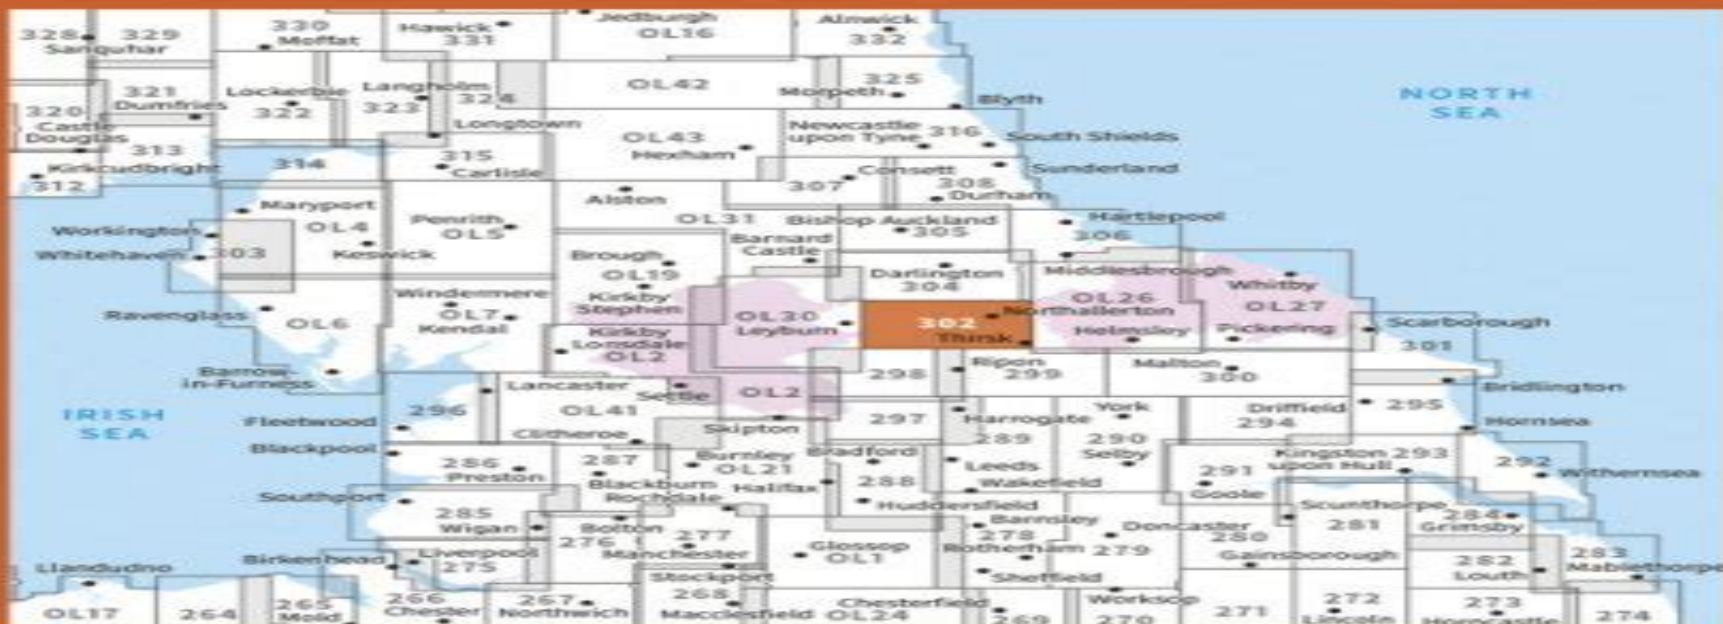 328
329
Sanquhar
330
Moffat
Hawick
331
Jedburgh
OL16
Alnwick
332
NORTH
SEA
320
Castle
Douglas
321
Dumfries
Lockerbie
322
Langholm
323
324
Longtown
OL42
325
Morpeth
Blyth
313
Kirkcudbright
312
314
315
Carlisle
OL43
Hexham
Newcastle
upon Tyne
316
South Shields
Sunderland
307
Consett
308
Durham
Maryport
OL4
Workington
Whitehaven
303
Keswick
Penrith
OL5
Alston
OL31
Bishop Auckland
305
Hartlepool
306
Barnard
Castle
Brough
OL19
Kirkby
Stephen
Darlington
304
Middlesbrough
Whitby
OL27
Pickering
OL26
Northallerton
Helmsley
302
Thirsk
Scarborough
301
Ravenglass
OL6
Windermere
OL7
Kendal
Kirkby
Lonsdale
OL2
OL30
Leyburn
Barrow-
in-Furness
IRISH
SEA
Fleetwood
296
Lancaster
OL41
Settle
Clitheroe
OL2
Skipton
298
Ripon
299
Malton
300
Bridlington
297
Harrogate
289
York
290
Selby
Driffield
294
295
Hornsea
Blackpool
286
Preston
287
Blackburn
Burnley
OL21
Halifax
Rochdale
Bradford
288
Leeds
Wakefield
Huddersfield
291
Goole
Kingston
upon Hull
293
292
Withernsea
Southport
285
Wigan
Bolton
276
277
Manchester
Glossop
OL1
Barnsley
278
Rotherham
Sheffield
Doncaster
279
280
Gainsborough
Scunthorpe
281
284
Grimsby
282
Louth
283
Mablethorpe
Llandudno
OL17
264
265
Mold
Birkenhead
Liverpool
275
266
Chester
267
Northwich
Stockport
268
Macclesfield
Chesterfield
OL24
269
Worksop
270
271
272
Lincoln
273
Horncastle
274